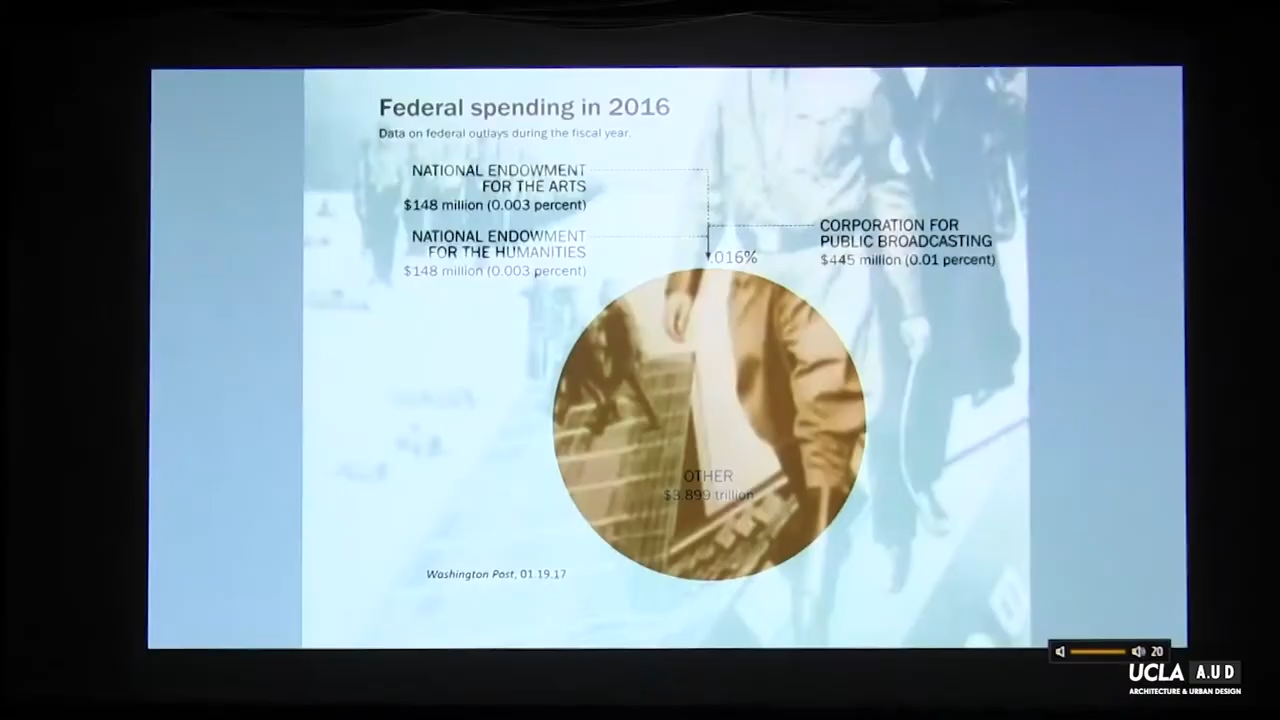 Federal spending in 2016
Data on federal outlays during the fiscal year.
NATIONAL ENDOWMENT
FOR THE ARTS
$148 million (0.003 percent)
NATIONAL ENDOWMENT
FOR THE HUMANITIES
$148 million (0.003 percent)
CORPORATION FOR
PUBLIC BROADCASTING
$445 million (0.01 percent)
.016%
OTHER
$3.899 trillion
Washington Post, 01.19.17
20
UCLA A.UD
ARCHITECTURE & URBAN DESIGN